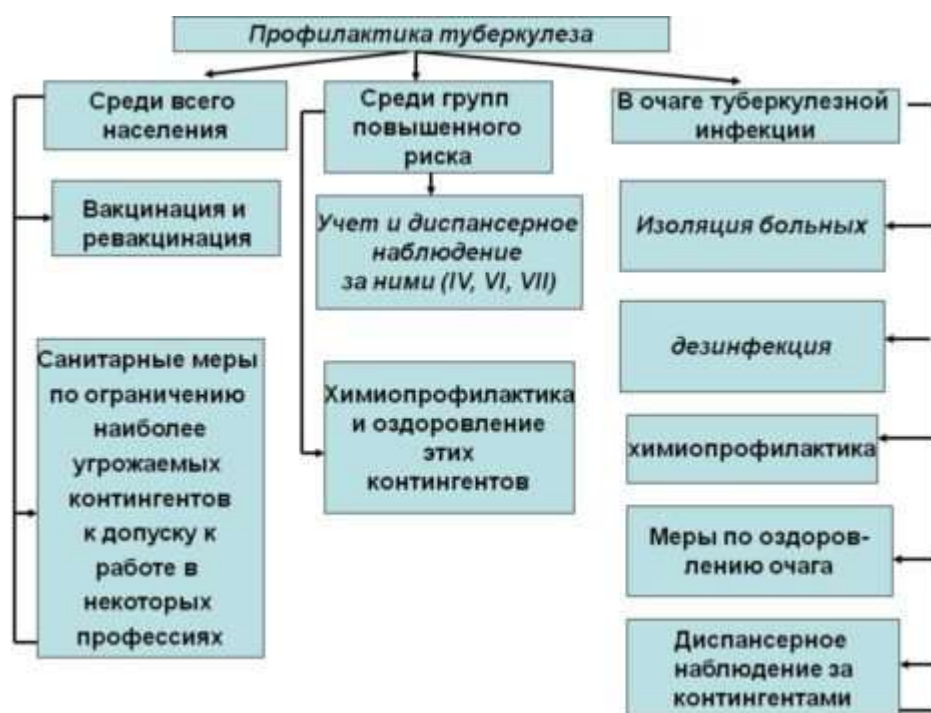 Профилактика туберкулеза
Среди всего
населения
Вакцинация и
ревакцинация
Санитарные меры
по ограничению
наиболее
угрожаемых
контингентов
к допуску к
работе в
некоторых
профессиях
Среди групп
повышенного
риска
Учет и диспансерное
наблюдение
за ними (IV, VI, VII)
Химиопрофилактика
и оздоровление
этих
контингентов
В очаге туберкулезной
инфекции
Изоляция больных
дезинфекция
химиопрофилактика
Меры по оздоров-
лению очага
Диспансерное
наблюдение за
контингентами